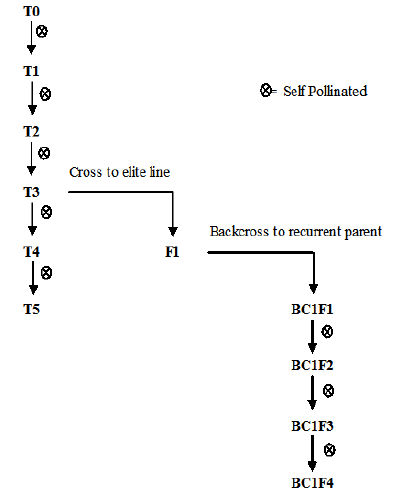 T0
T1
⊗= Self Pollinated
T2
Cross to elite line
T3
T4
F1
Backcross to recurrent parent
T5
BC1F1
BC1F2
BC1F3
BC1F4